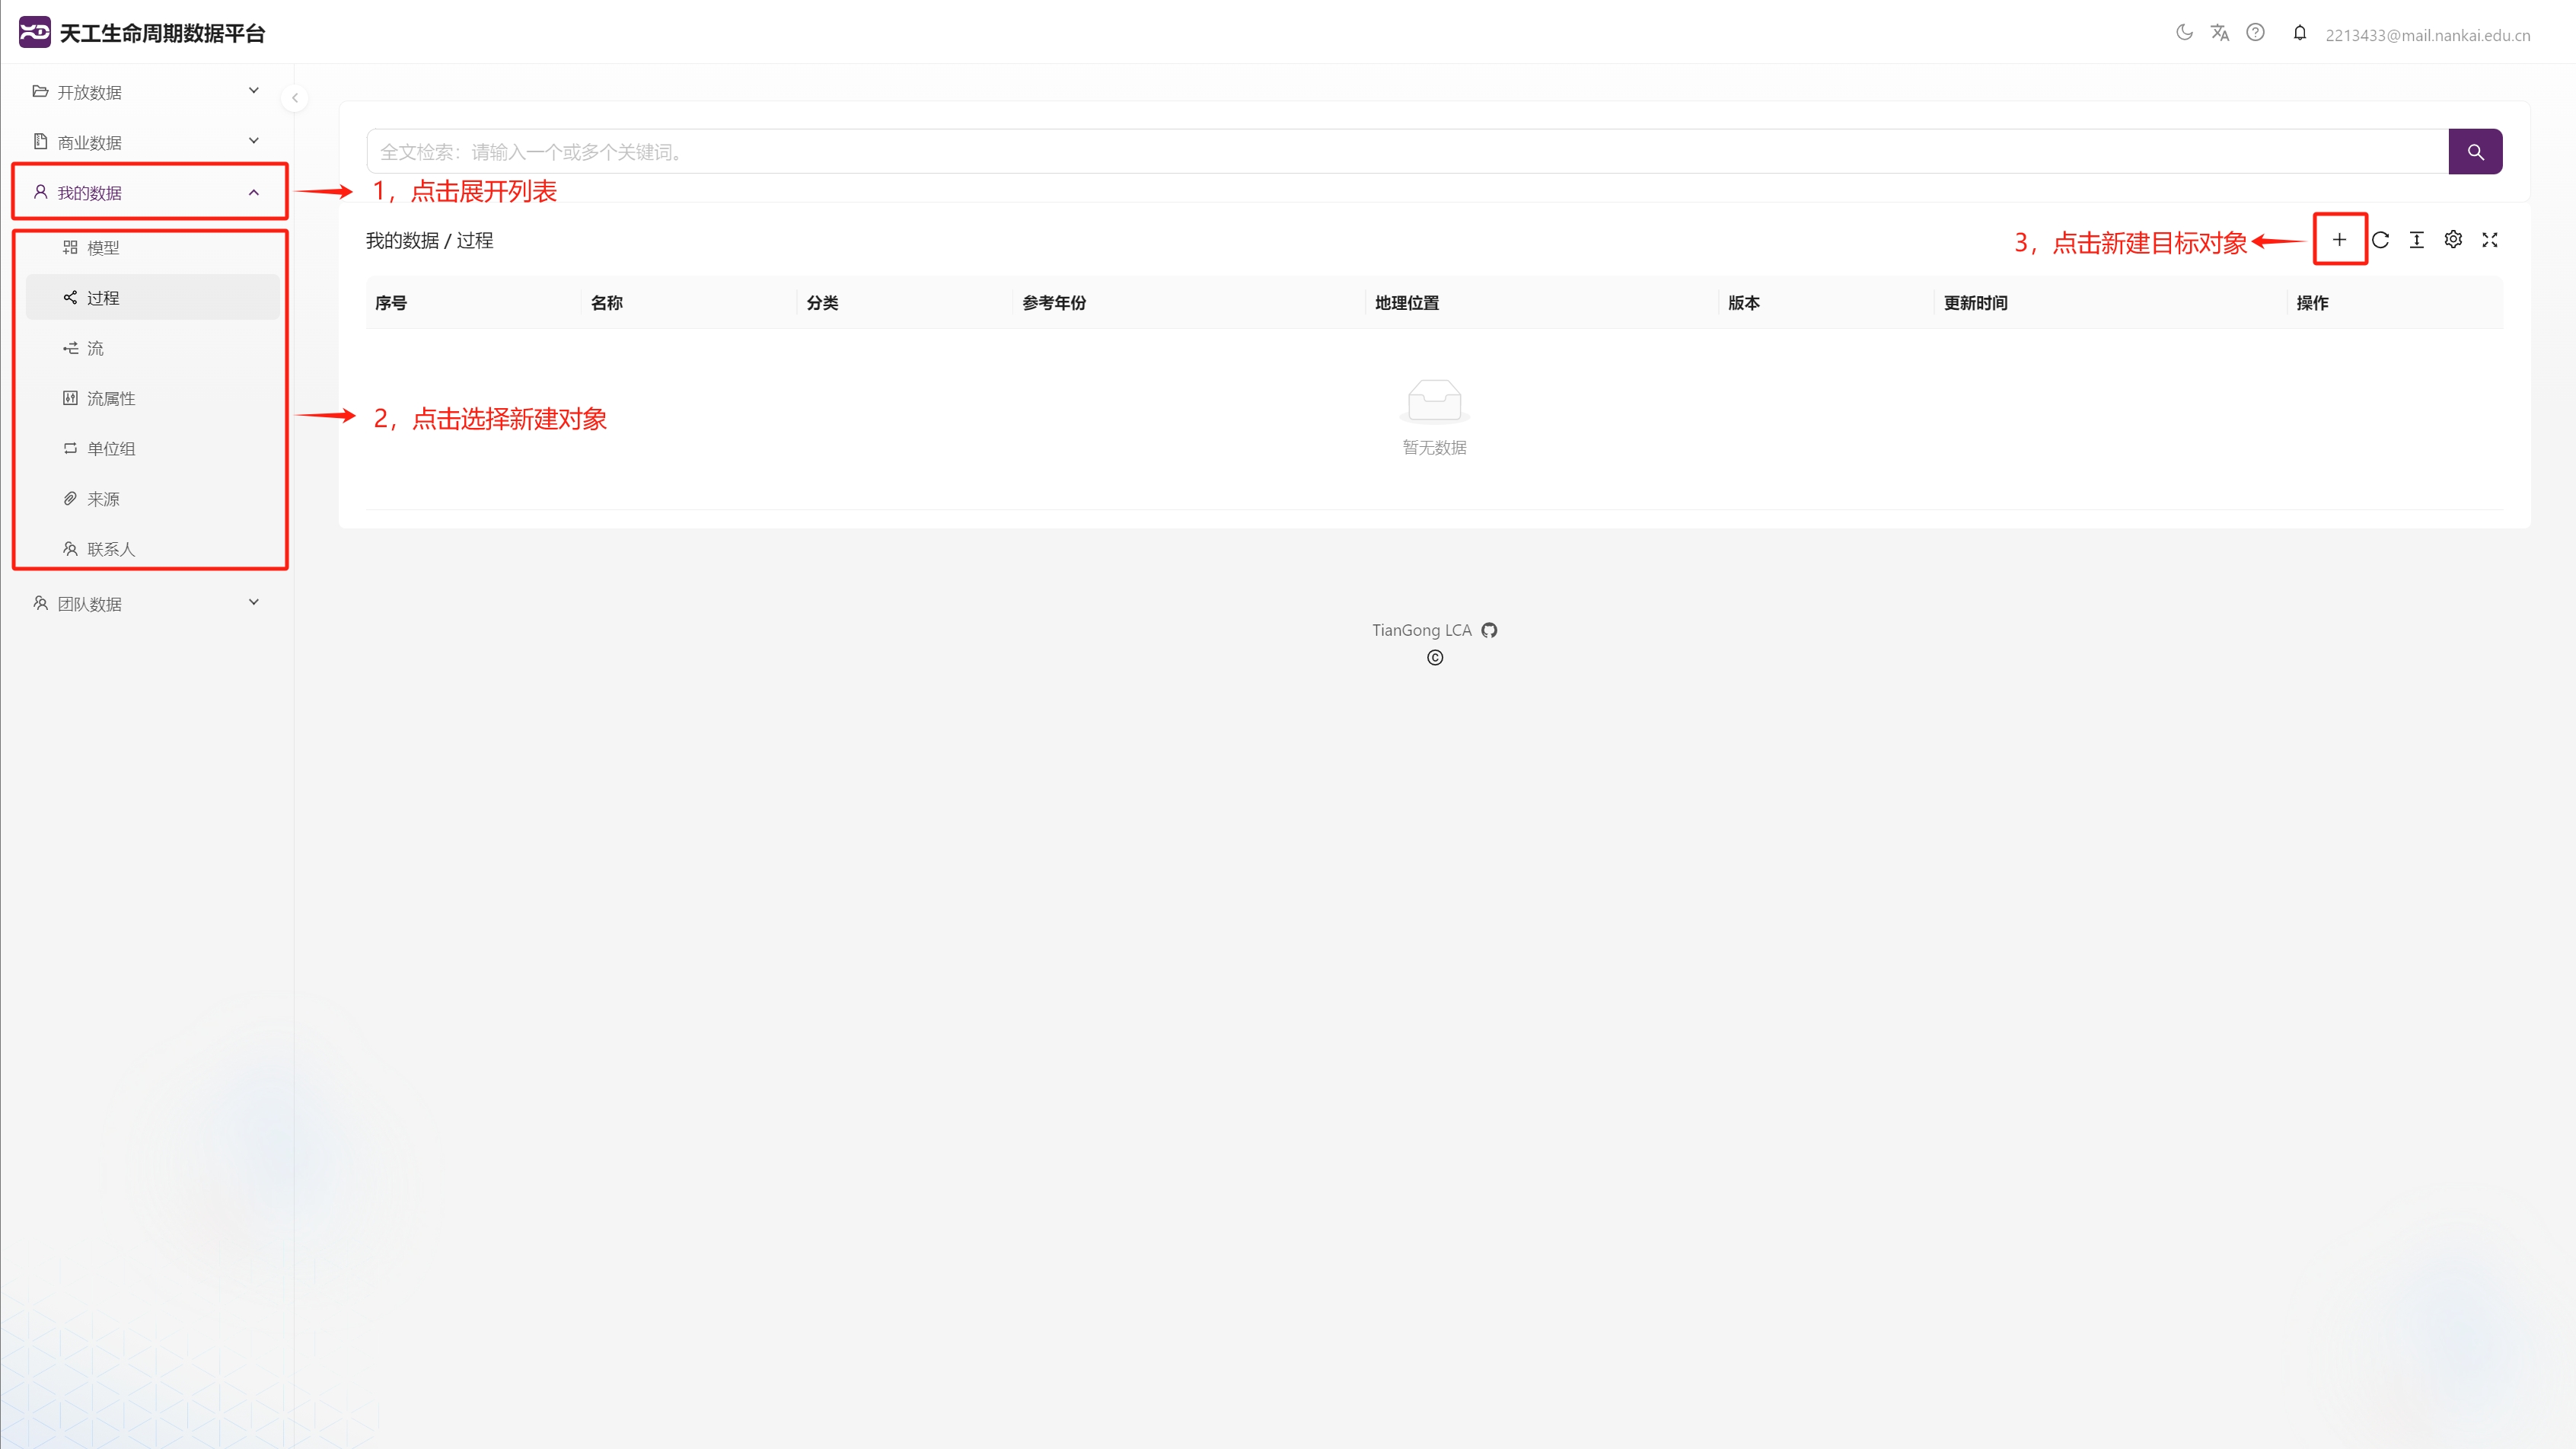 天工生命周期数据平台
2213433@mail.nankai.edu.cn
开放数据
商业数据
我的数据
模型
过程
流
流属性
单位组
来源
联系人
团队数据
全文检索：请输入一个或多个关键词。
1，点击展开列表
我的数据 / 过程
3，点击新建目标对象
序号 名称 分类 参考年份 地理位置 版本 更新时间 操作
2，点击选择新建对象
暂无数据
TianGong LCA
©